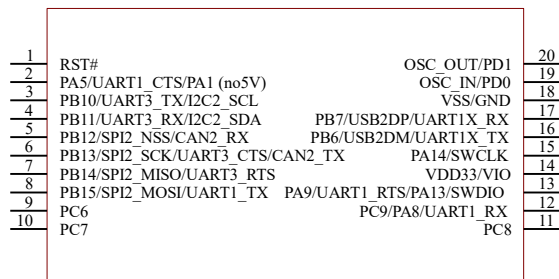 1 RST# OSC_OUT/PD1 20
2 PA5/UART1_CTS/PA1 (no5V) OSC_IN/PD0 19
3 PB10/UART3_TX/I2C2_SCL VSS/GND 18
4 PB11/UART3_RX/I2C2_SDA PB7/USB2DP/UART1X_RX 17
5 PB12/SPI2_NSS/CAN2_RX PB6/USB2DM/UART1X_TX 16
6 PB13/SPI2_SCK/UART3_CTS/CAN2_TX PA14/SWCLK 15
7 PB14/SPI2_MISO/UART3_RTS VDD33/VIO 14
8 PB15/SPI2_MOSI/UART1_TX PA9/UART1_RTS/PA13/SWDIO 13
9 PC6 PC9/PA8/UART1_RX 12
10 PC7 PC8 11